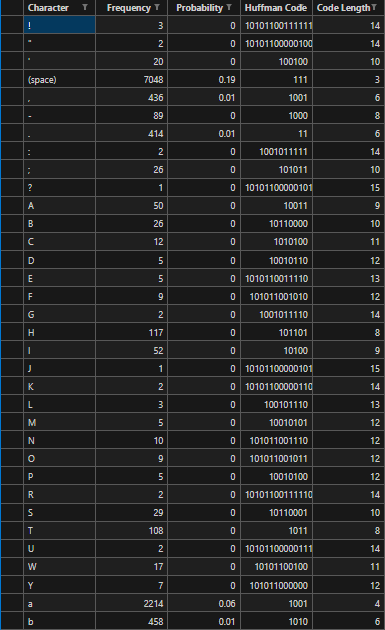 Character Frequency Probability Huffman Code Code Length
! 3 0 10101100111111 14
" 2 0 10101100000100 14
' 20 0 100100 10
(space) 7048 0.19 111 3
, 436 0.01 1001 6
- 89 0 1000 8
. 414 0.01 11 6
: 2 0 1001011111 14
; 26 0 101011 10
? 1 0 10101100000101 15
A 50 0 10011 9
B 26 0 10110000 10
C 12 0 1010100 11
D 5 0 10010110 12
E 5 0 1010110011110 13
F 9 0 101011001010 12
G 2 0 1001011110 14
H 117 0 101101 8
I 52 0 10100 9
J 1 0 10101100000101 15
K 2 0 10101100000110 14
L 3 0 100101110 13
M 5 0 10010101 12
N 10 0 101011001110 12
O 9 0 101011001011 12
P 5 0 10010100 12
R 2 0 10101100111110 14
S 29 0 10110001 10
T 108 0 1011 8
U 2 0 10101100000111 14
W 17 0 10101100100 11
Y 7 0 101011000000 12
a 2214 0.06 1001 4
b 458 0.01 1010 6